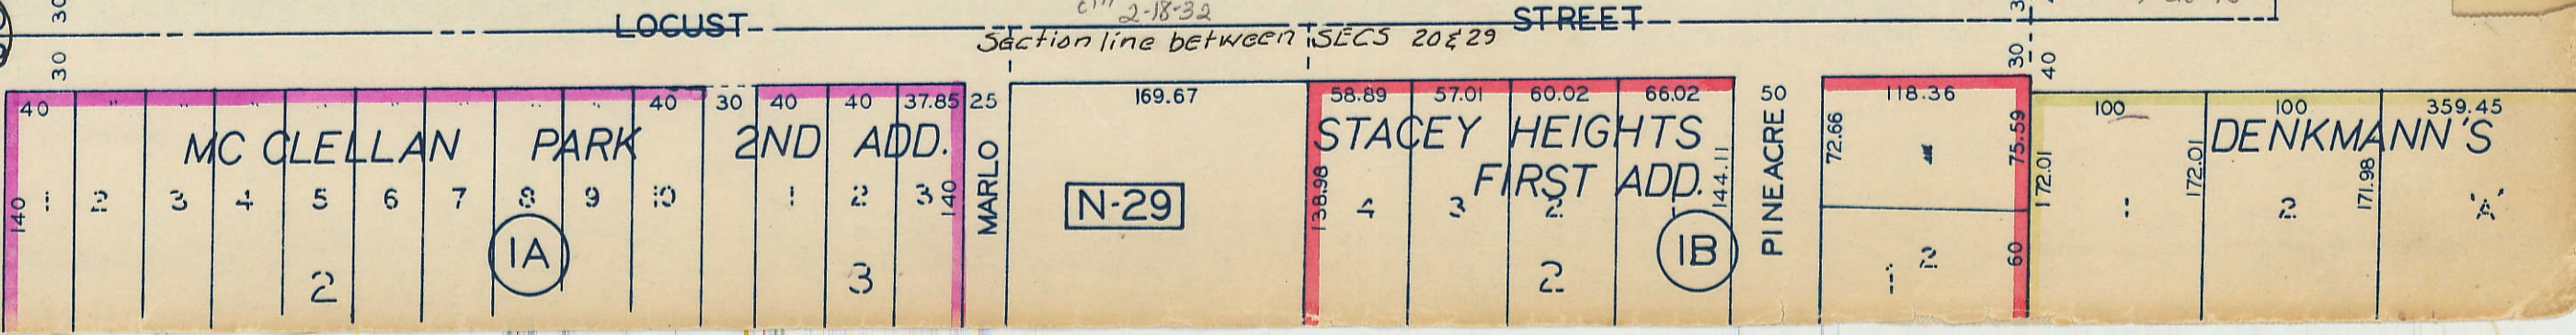 30
2-18-32
LOCUST STREET
Section line between SECS 20 & 29
30 30 40
40 " " " " " " 40 30 40 40 37.85 25 169.67 58.89 57.01 60.02 66.02 50 118.36 100 100 359.45
MC CLELLAN PARK 2ND ADD.
1 2 3 4 5 6 7 8 9 10 1 2 3
140 140
1A
2 3
MARLO
N-29
STACEY HEIGHTS
FIRST ADD.
138.98 144.11
4 3 2 1
1B
2
PINEACRE
72.66 75.59
1
2
60
DENKMANN'S
172.01 172.01 171.98
1 2 'A'